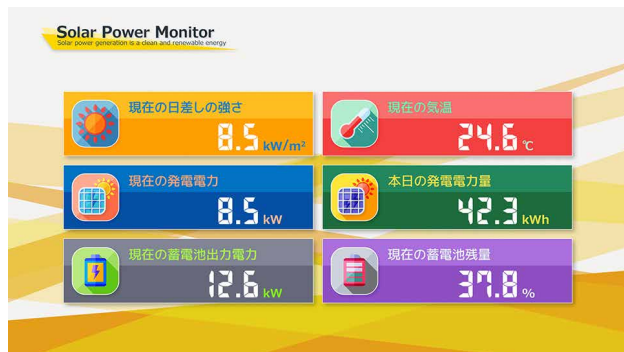 Solar Power Monitor
Solar power generation is a clean and renewable energy
現在の日差しの強さ
8.5 kW/m²
現在の気温
24.6 ℃
現在の発電電力
8.5 kW
本日の発電電力量
42.3 kWh
現在の蓄電池出力電力
12.6 kW
現在の蓄電池残量
37.8 %